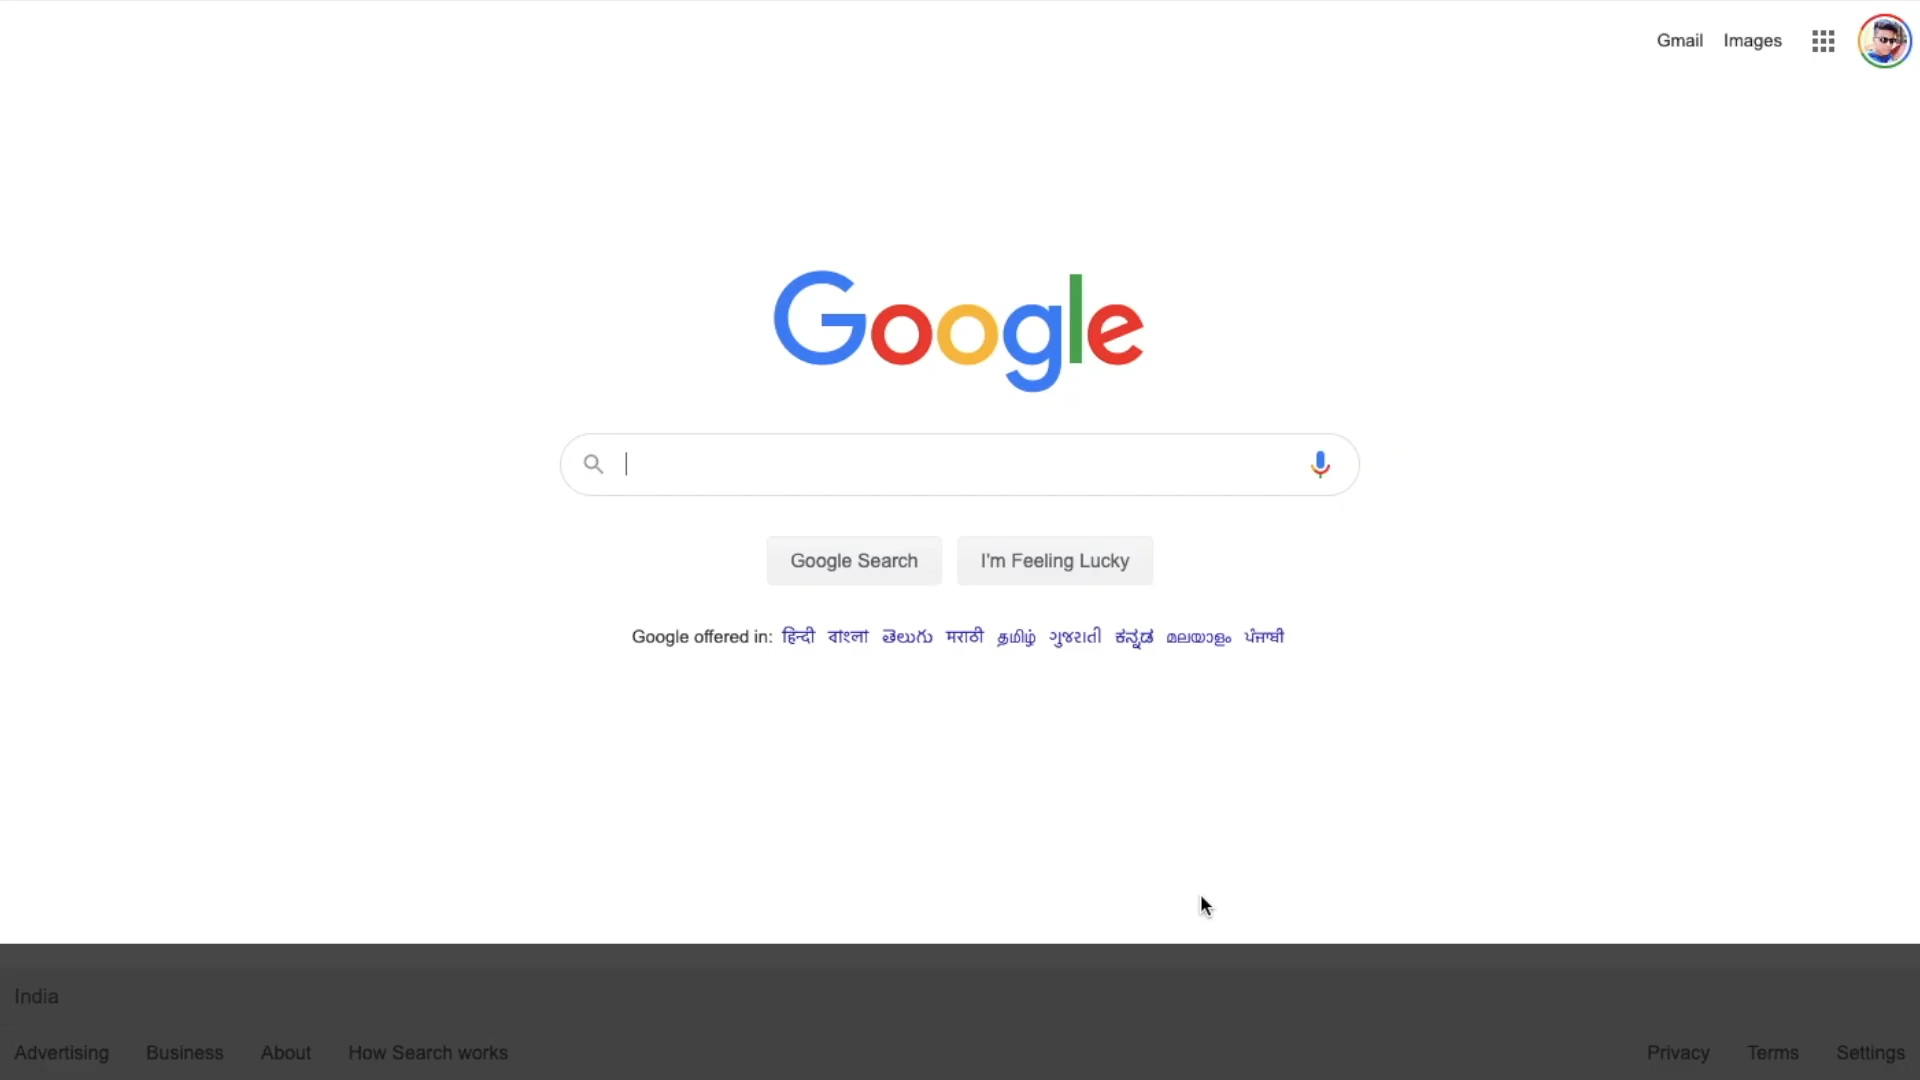 Gmail Images
Google
Google Search I'm Feeling Lucky
Google offered in: हिन्दी বাংলা తెలుగు मराठी தமிழ் ગુજરાતી ಕನ್ನಡ മലയാളം ਪੰਜਾਬੀ
India
Advertising Business About How Search works Privacy Terms Settings